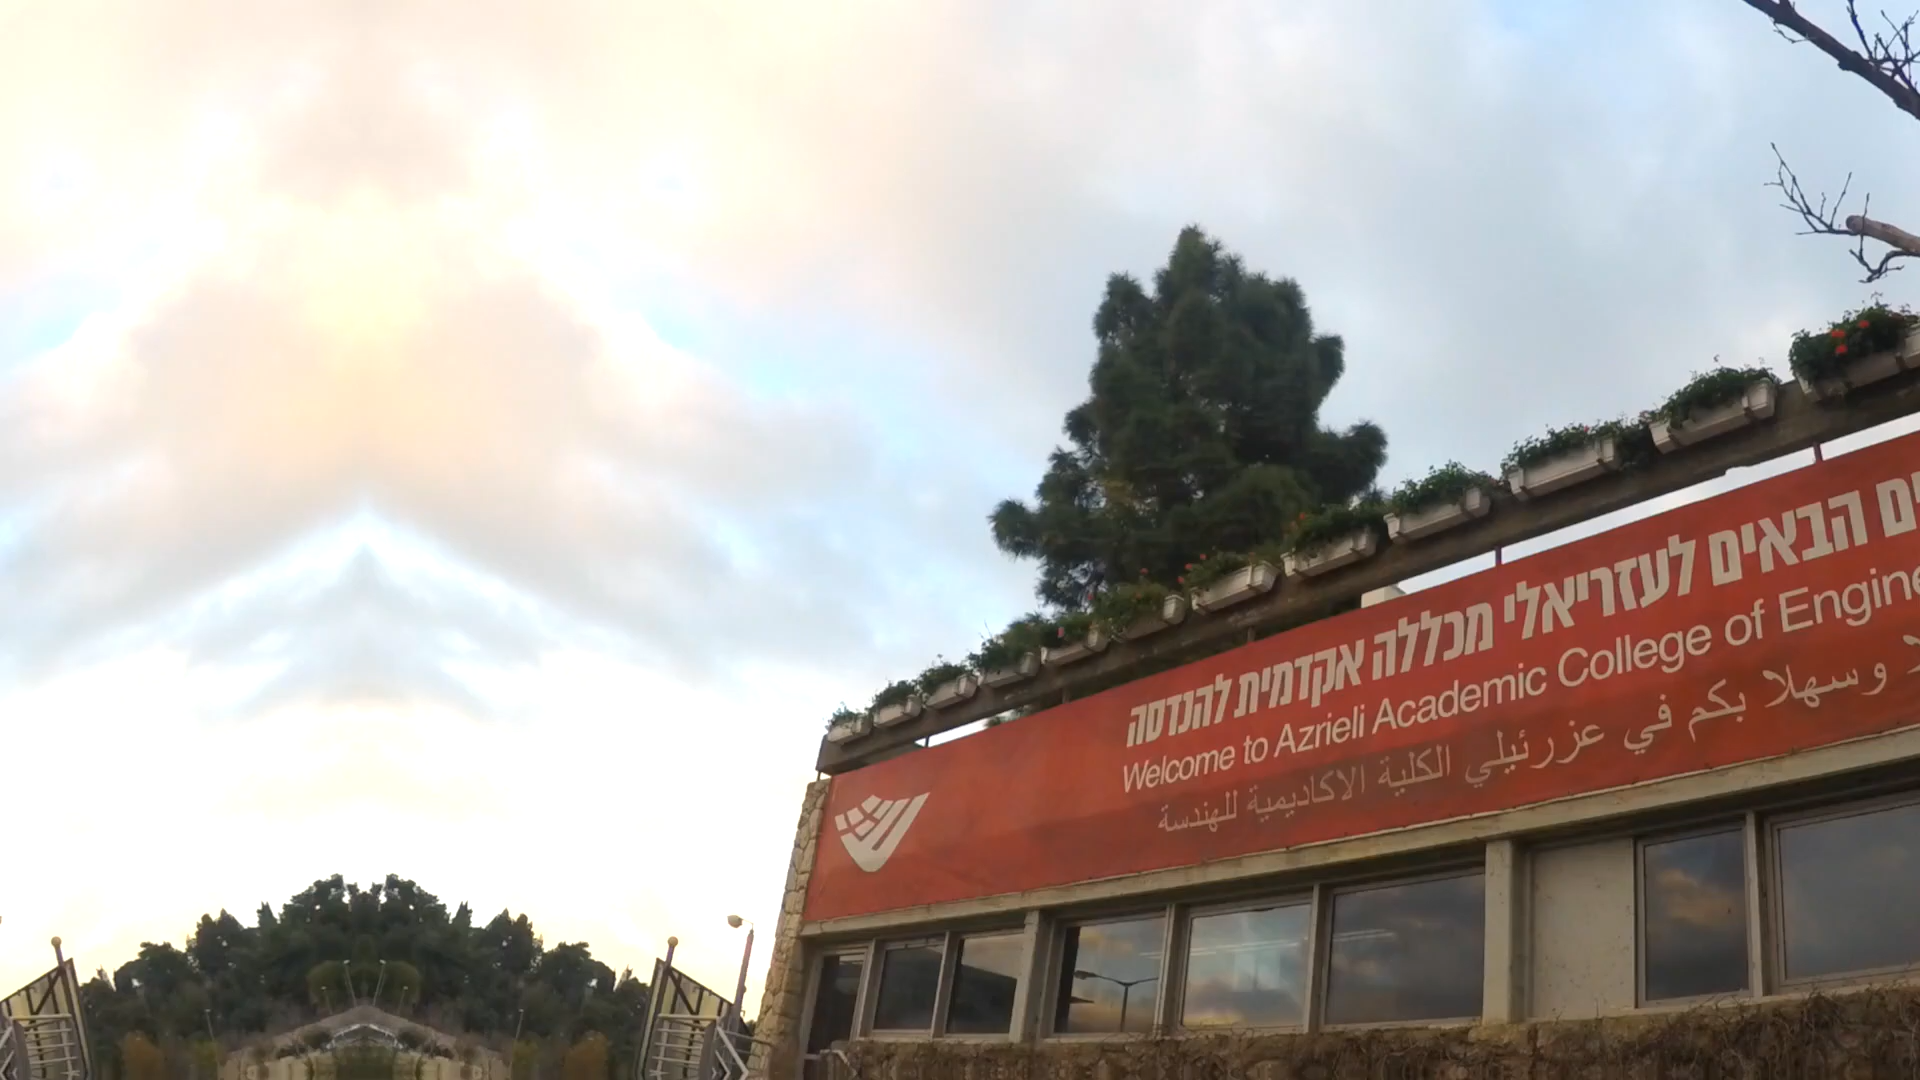 הבאים לעזריאלי מכללה אקדמית להנדסה
Welcome to Azrieli Academic College of Engine
وسهلا بكم في عزرئيلي الكلية الاكاديمية للهندسة